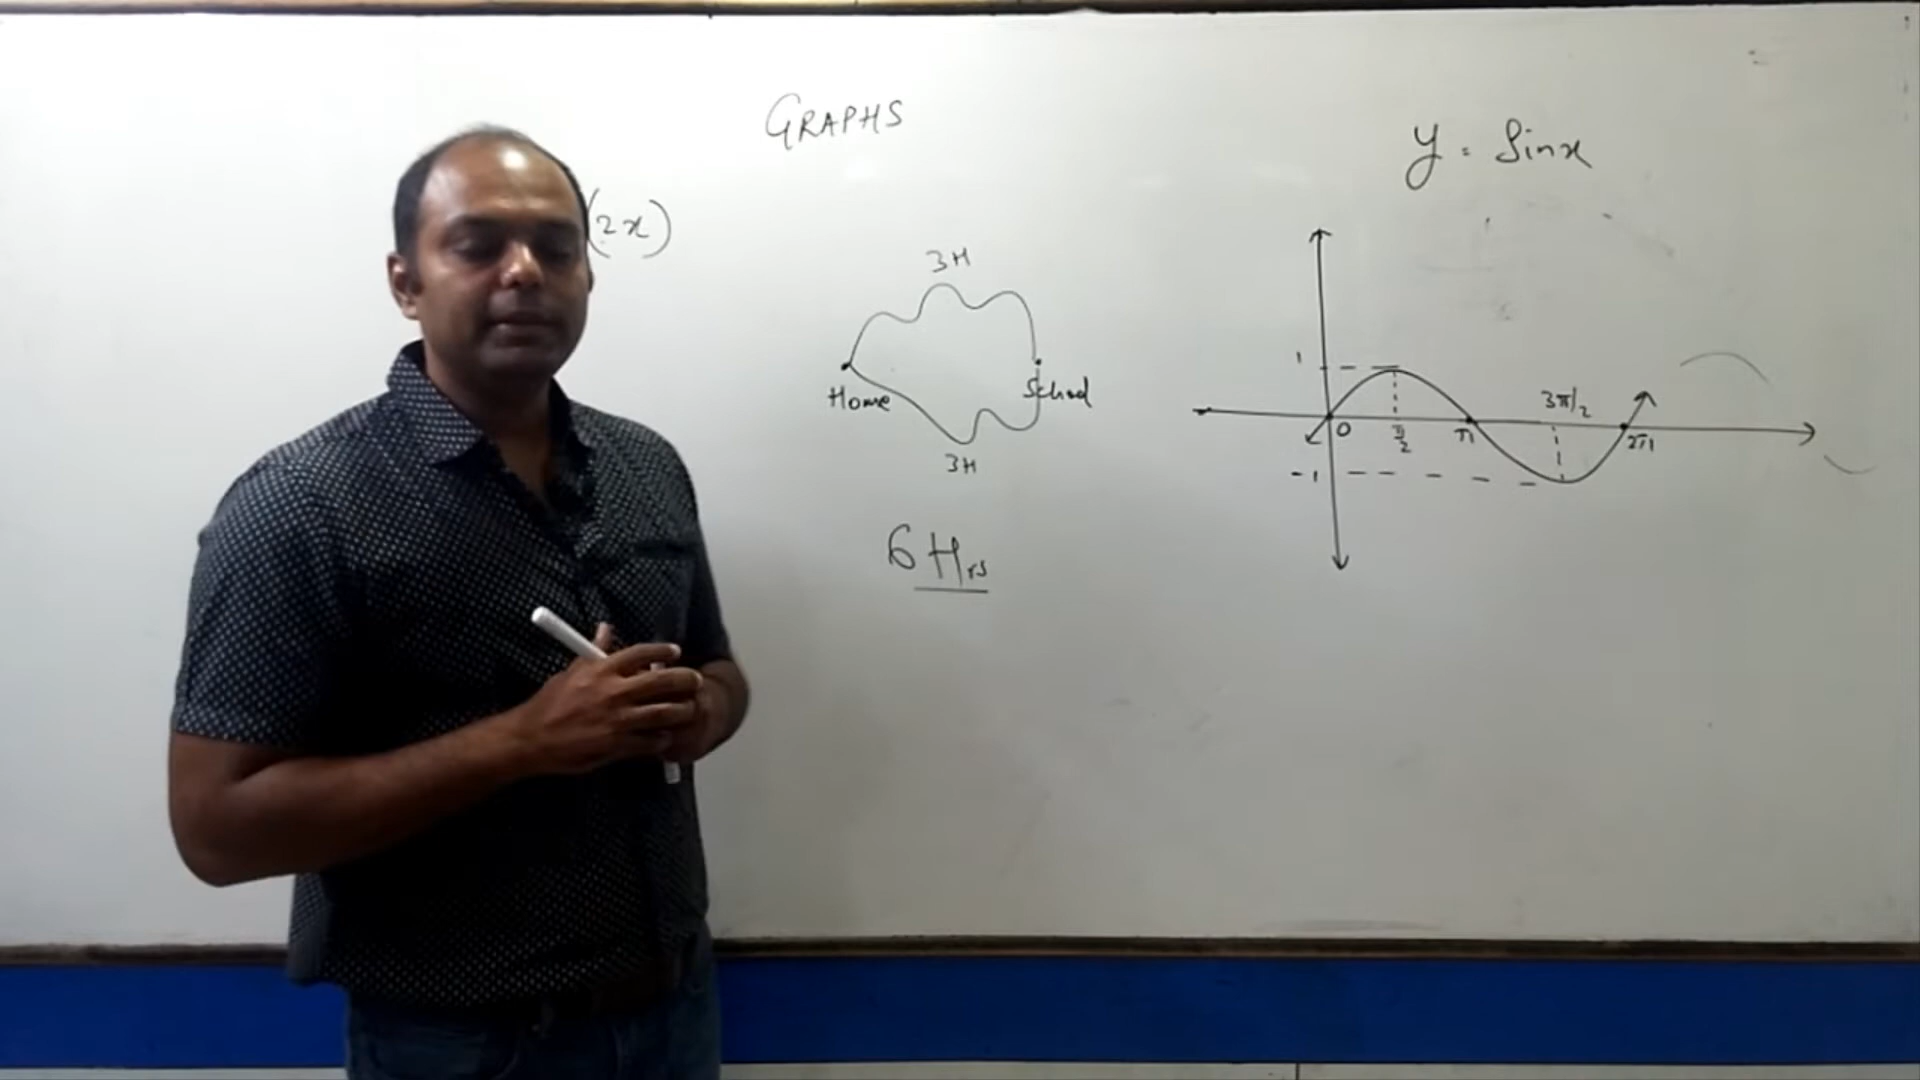 GRAPHS
y = Sinx
(2x)
3H
Home
School
3H
6 Hrs
1
3π/2
0
π/2
π
2π
-1